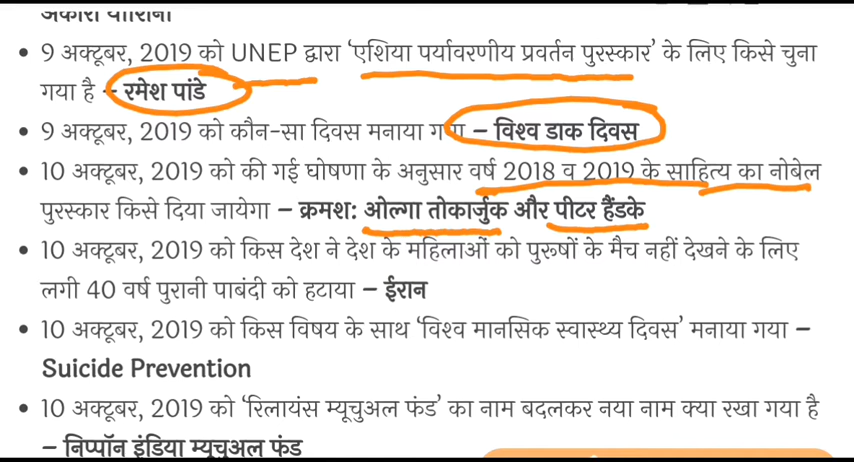 • 9 अक्टूबर, 2019 को UNEP द्वारा ‘एशिया पर्यावरणीय प्रवर्तन पुरस्कार’ के लिए किसे चुना
गया है – रमेश पांडे
• 9 अक्टूबर, 2019 को कौन-सा दिवस मनाया गया – विश्व डाक दिवस
• 10 अक्टूबर, 2019 को की गई घोषणा के अनुसार वर्ष 2018 व 2019 के साहित्य का नोबेल
पुरस्कार किसे दिया जायेगा – क्रमश: ओल्गा तोकार्जुक और पीटर हैंडके
• 10 अक्टूबर, 2019 को किस देश ने देश के महिलाओं को पुरूषों के मैच नहीं देखने के लिए
लगी 40 वर्ष पुरानी पाबंदी को हटाया – ईरान
• 10 अक्टूबर, 2019 को किस विषय के साथ ‘विश्व मानसिक स्वास्थ्य दिवस’ मनाया गया –
Suicide Prevention
• 10 अक्टूबर, 2019 को ‘रिलायंस म्यूचुअल फंड’ का नाम बदलकर नया नाम क्या रखा गया है
– निप्पॉन इंडिया म्यूचुअल फंड